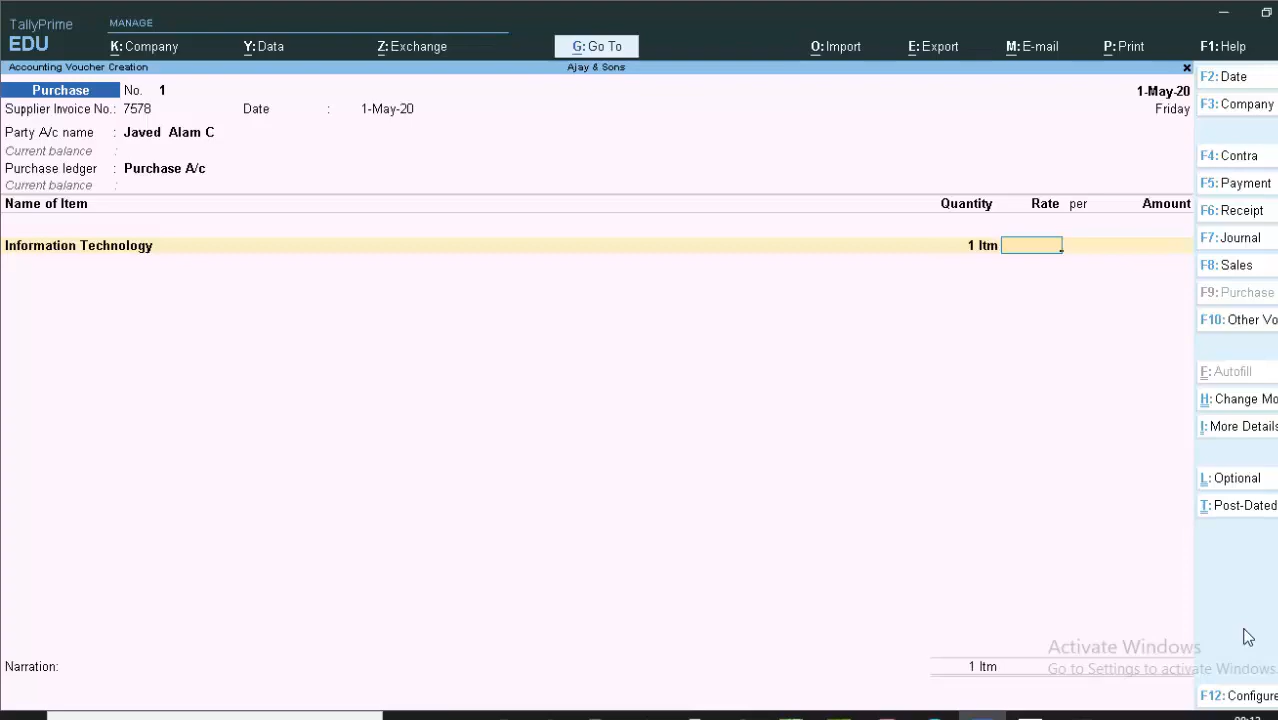 TallyPrime
MANAGE
EDU
K: Company
Y: Data
Z: Exchange
G: Go To
O: Import
E: Export
M: E-mail
P: Print
F1: Help
Accounting Voucher Creation
Ajay & Sons
Purchase No. 1
1-May-20
Supplier Invoice No.: 7578 Date : 1-May-20
Friday
Party A/c name : Javed Alam C
Current balance :
Purchase ledger : Purchase A/c
Current balance :
Name of Item Quantity Rate per Amount
Information Technology 1 Itm
Narration:
1 Itm
F2: Date
F3: Company
F4: Contra
F5: Payment
F6: Receipt
F7: Journal
F8: Sales
F9: Purchase
F10: Other Vo
F: Autofill
H: Change Mo
I: More Details
L: Optional
T: Post-Dated
F12: Configure
Activate Windows
Go to Settings to activate Windows.